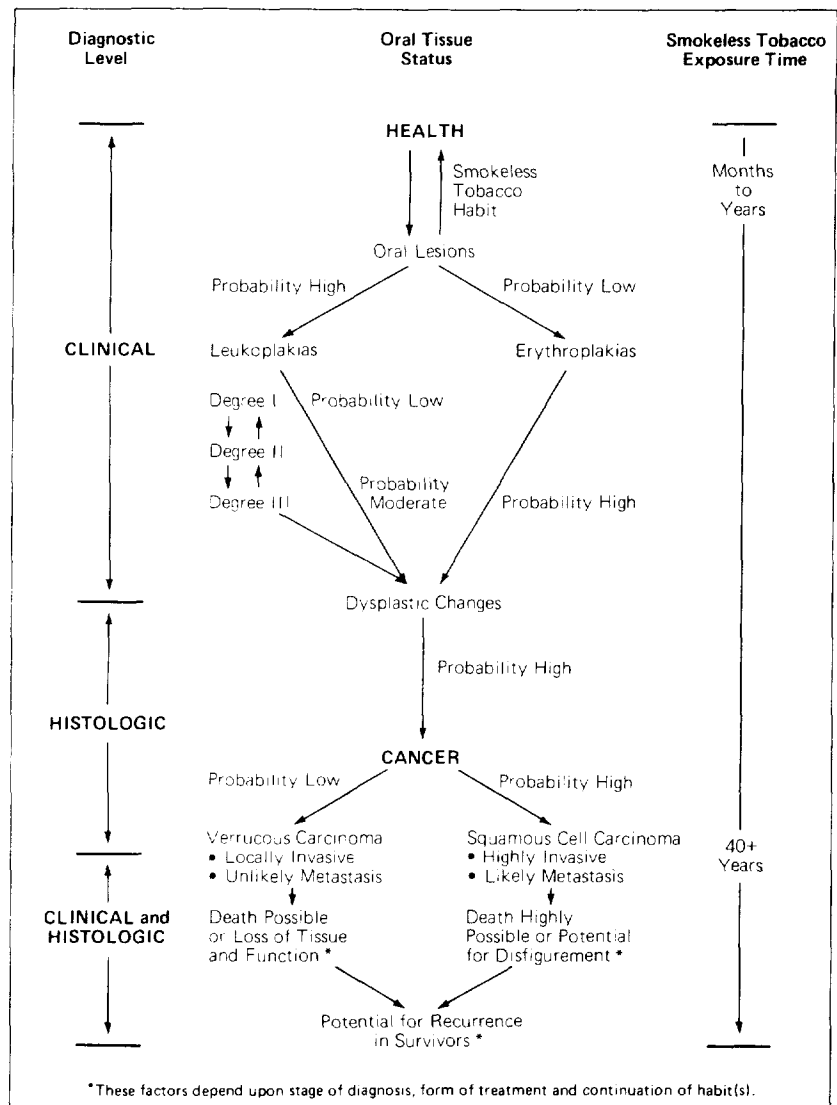 Diagnostic
Level
Oral Tissue
Status
Smokeless Tobacco
Exposure Time
HEALTH
Smokeless
Tobacco
Habit
Months
to
Years
Oral Lesions
Probability High
Probability Low
CLINICAL
Leukoplakias
Erythroplakias
Degree I
Probability Low
Degree II
Degree III
Probability
Moderate
Probability High
Dysplastic Changes
Probability High
HISTOLOGIC
CANCER
Probability Low
Probability High
Verrucous Carcinoma
• Locally Invasive
• Unlikely Metastasis
Squamous Cell Carcinoma
• Highly Invasive
• Likely Metastasis
40+
Years
CLINICAL and
HISTOLOGIC
Death Possible
or Loss of Tissue
and Function *
Death Highly
Possible or Potential
for Disfigurement *
Potential for Recurrence
in Survivors *
*These factors depend upon stage of diagnosis, form of treatment and continuation of habit(s).